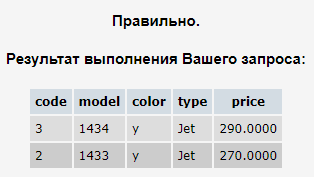 Правильно.
Результат выполнения Вашего запроса:
code model color type price
3 1434 y Jet 290.0000
2 1433 y Jet 270.0000